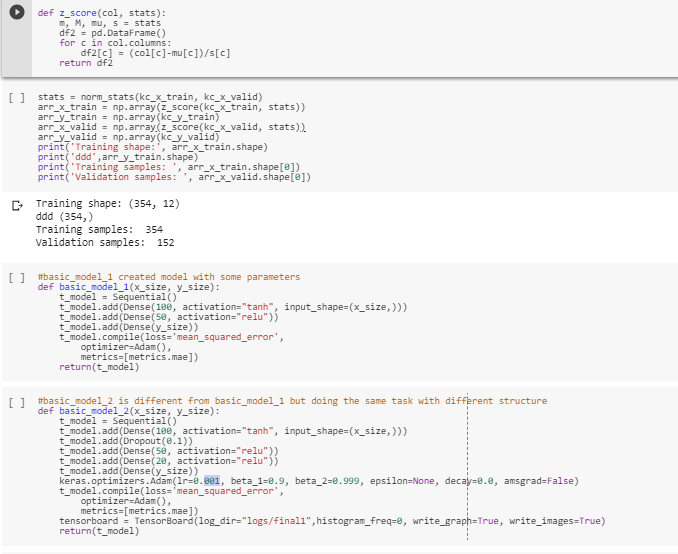 def z_score(col, stats):
    m, M, mu, s = stats
    df2 = pd.DataFrame()
    for c in col.columns:
        df2[c] = (col[c]-mu[c])/s[c]
    return df2
[ ] stats = norm_stats(kc_x_train, kc_x_valid)
arr_x_train = np.array(z_score(kc_x_train, stats))
arr_y_train = np.array(kc_y_train)
arr_x_valid = np.array(z_score(kc_x_valid, stats))
arr_y_valid = np.array(kc_y_valid)
print('Training shape:', arr_x_train.shape)
print('ddd',arr_y_train.shape)
print('Training samples: ', arr_x_train.shape[0])
print('Validation samples: ', arr_x_valid.shape[0])
Training shape: (354, 12)
ddd (354,)
Training samples:  354
Validation samples:  152
[ ] #basic_model_1 created model with some parameters
def basic_model_1(x_size, y_size):
    t_model = Sequential()
    t_model.add(Dense(100, activation="tanh", input_shape=(x_size,)))
    t_model.add(Dense(50, activation="relu"))
    t_model.add(Dense(y_size))
    t_model.compile(loss='mean_squared_error',
        optimizer=Adam(),
        metrics=[metrics.mae])
    return(t_model)
[ ] #basic_model_2 is different from basic_model_1 but doing the same task with different structure
def basic_model_2(x_size, y_size):
    t_model = Sequential()
    t_model.add(Dense(100, activation="tanh", input_shape=(x_size,)))
    t_model.add(Dropout(0.1))
    t_model.add(Dense(50, activation="relu"))
    t_model.add(Dense(20, activation="relu"))
    t_model.add(Dense(y_size))
    keras.optimizers.Adam(lr=0.001, beta_1=0.9, beta_2=0.999, epsilon=None, decay=0.0, amsgrad=False)
    t_model.compile(loss='mean_squared_error',
        optimizer=Adam(),
        metrics=[metrics.mae])
    tensorboard = TensorBoard(log_dir="logs/final1",histogram_freq=0, write_graph=True, write_images=True)
    return(t_model)